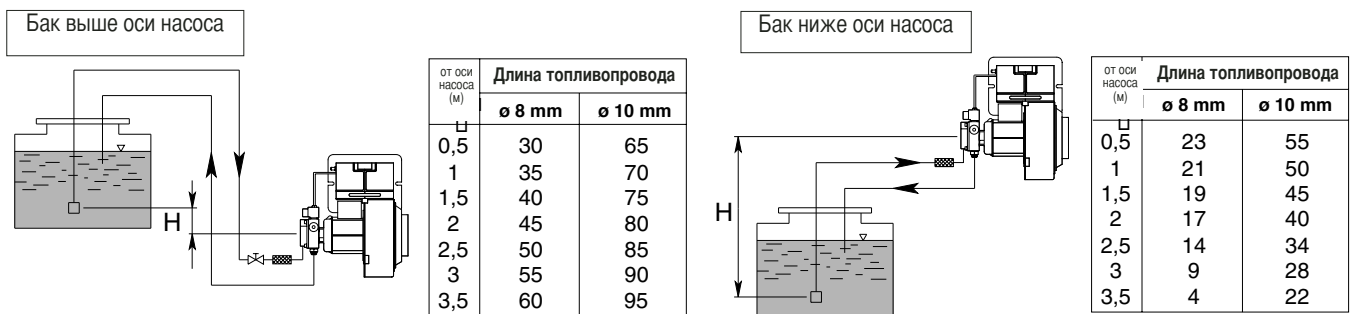 Бак выше оси насоса
от оси насоса (м) Длина топливопровода
ø 8 mm ø 10 mm
0,5 30 65
1 35 70
1,5 40 75
2 45 80
2,5 50 85
3 55 90
3,5 60 95
H
Бак ниже оси насоса
от оси насоса (м) Длина топливопровода
ø 8 mm ø 10 mm
0,5 23 55
1 21 50
1,5 19 45
2 17 40
2,5 14 34
3 9 28
3,5 4 22
H